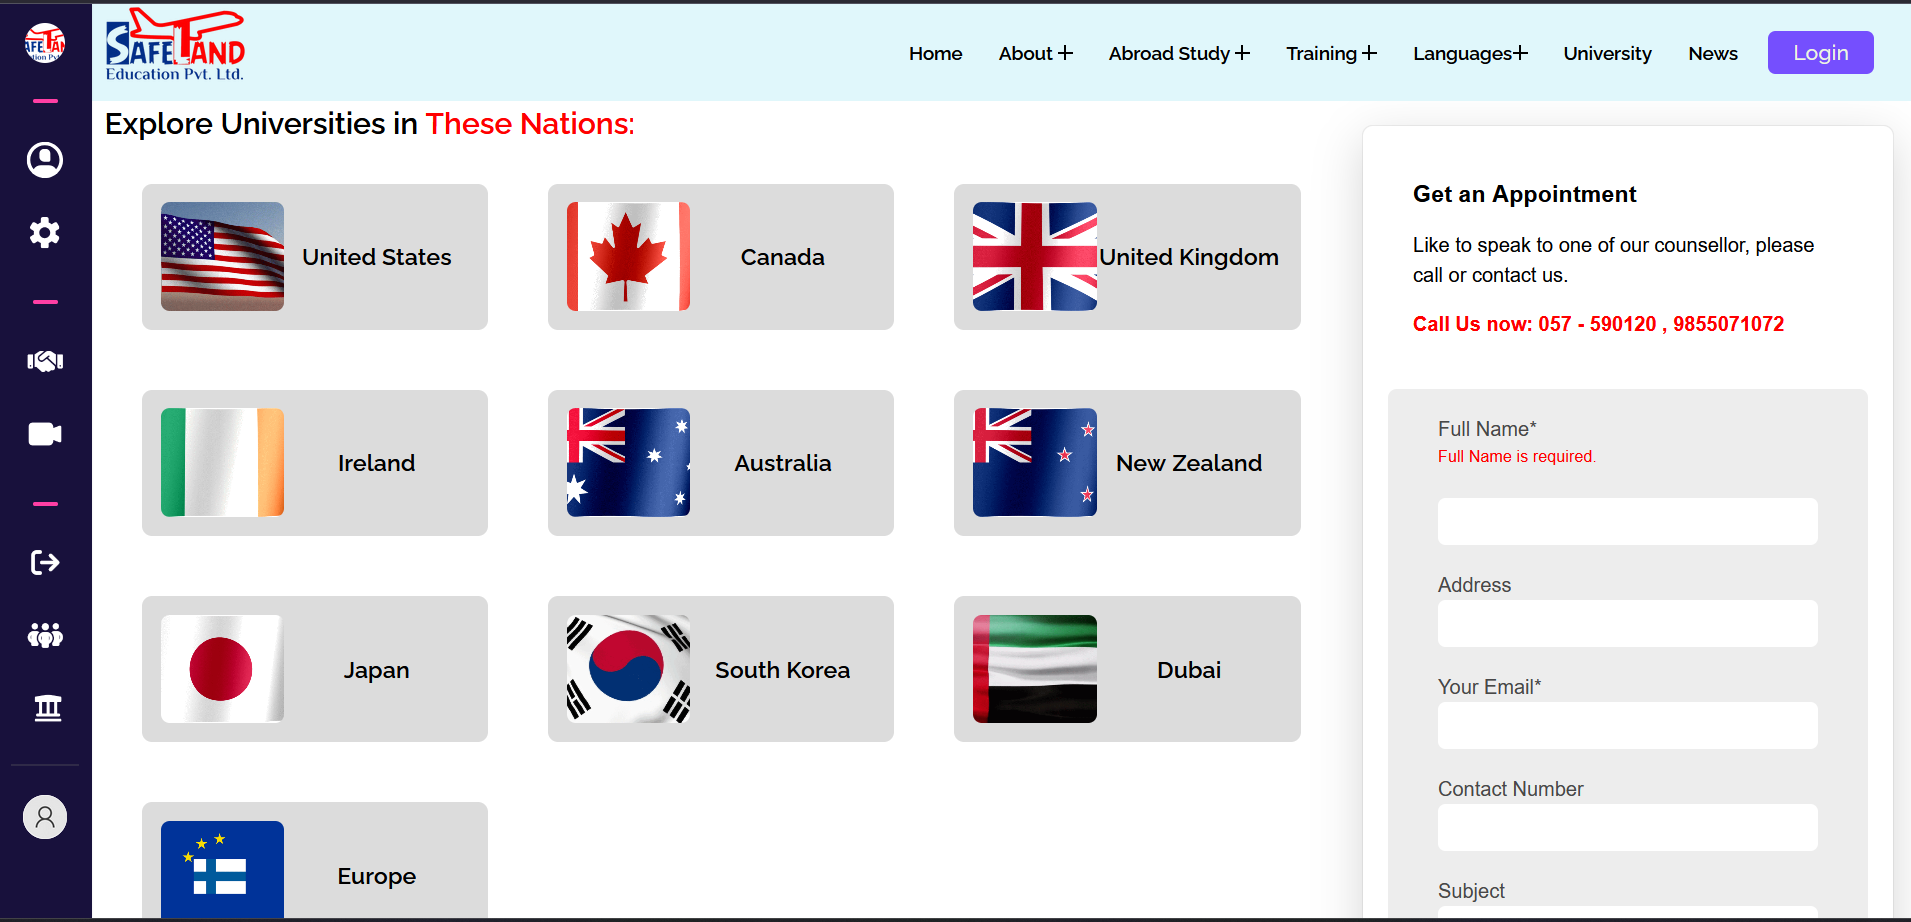 SAFELAND
Education Pvt. Ltd.
Home
About +
Abroad Study +
Training +
Languages+
University
News
Login
Explore Universities in These Nations:
United States
Canada
United Kingdom
Ireland
Australia
New Zealand
Japan
South Korea
Dubai
Europe
Get an Appointment
Like to speak to one of our counsellor, please
call or contact us.
Call Us now: 057 - 590120 , 9855071072
Full Name*
Full Name is required.
Address
Your Email*
Contact Number
Subject